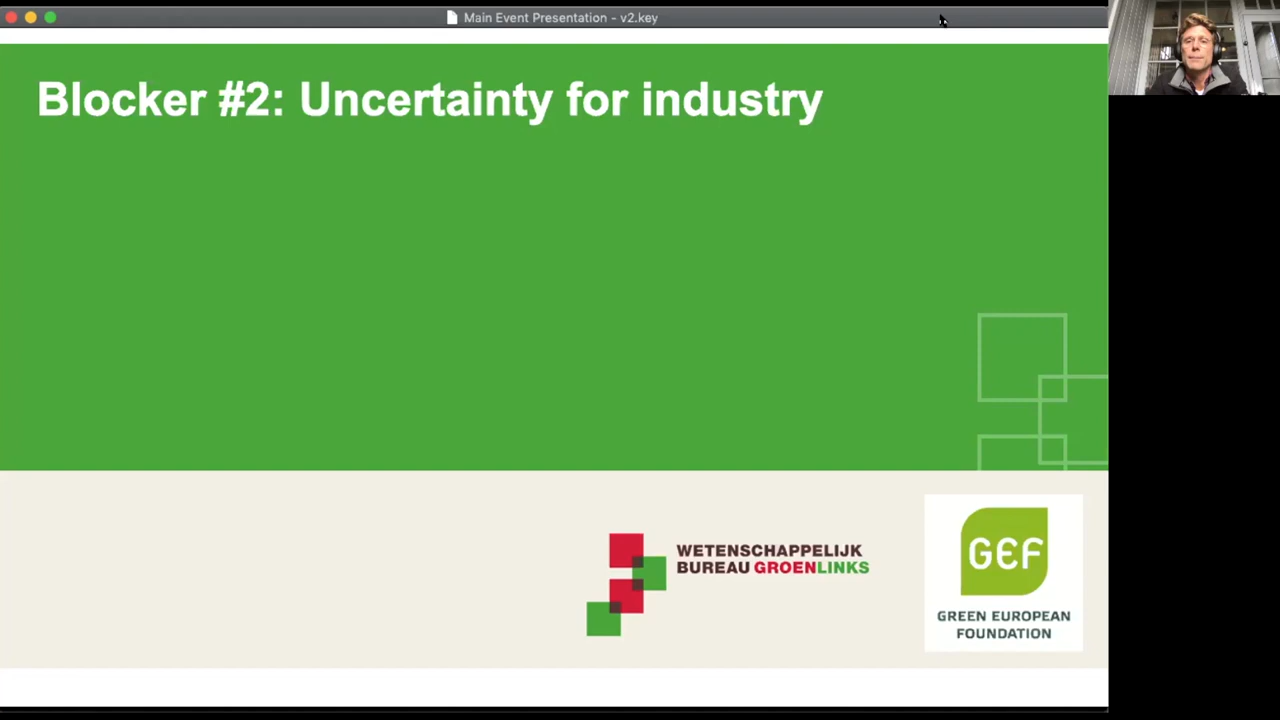 Main Event Presentation - v2.key
Blocker #2: Uncertainty for industry
WETENSCHAPPELIJK
BUREAU GROENLINKS
GEF
GREEN EUROPEAN
FOUNDATION